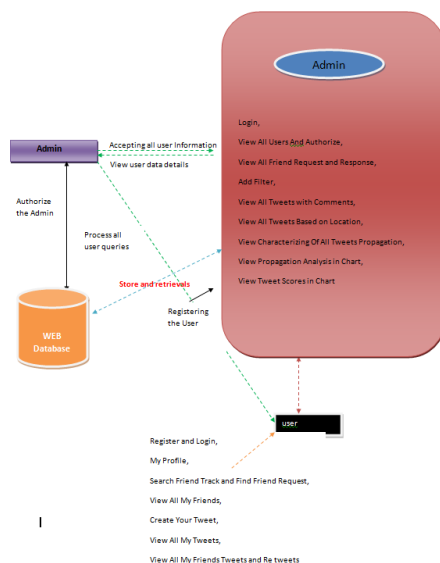 Admin
Login,
View All Users And Authorize,
View All Friend Request and Response,
Add Filter,
View All Tweets with Comments,
View All Tweets Based on Location,
View Characterizing Of All Tweets Propagation,
View Propagation Analysis in Chart,
View Tweet Scores in Chart
Admin
Accepting all user Information
View user data details
Authorize
the Admin
Process all
user queries
Store and retrievals
Registering
the User
WEB
Database
user
Register and Login,
My Profile,
Search Friend Track and Find Friend Request,
View All My Friends,
Create Your Tweet,
View All My Tweets,
View All My Friends Tweets and Re tweets